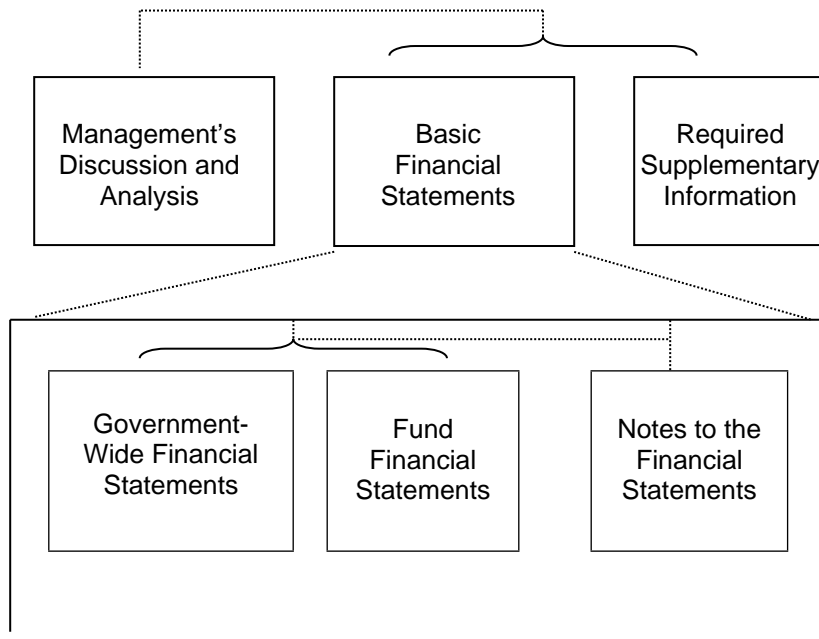 Management’s
Discussion and
Analysis
Basic
Financial
Statements
Required
Supplementary
Information
Government-
Wide Financial
Statements
Fund
Financial
Statements
Notes to the
Financial
Statements